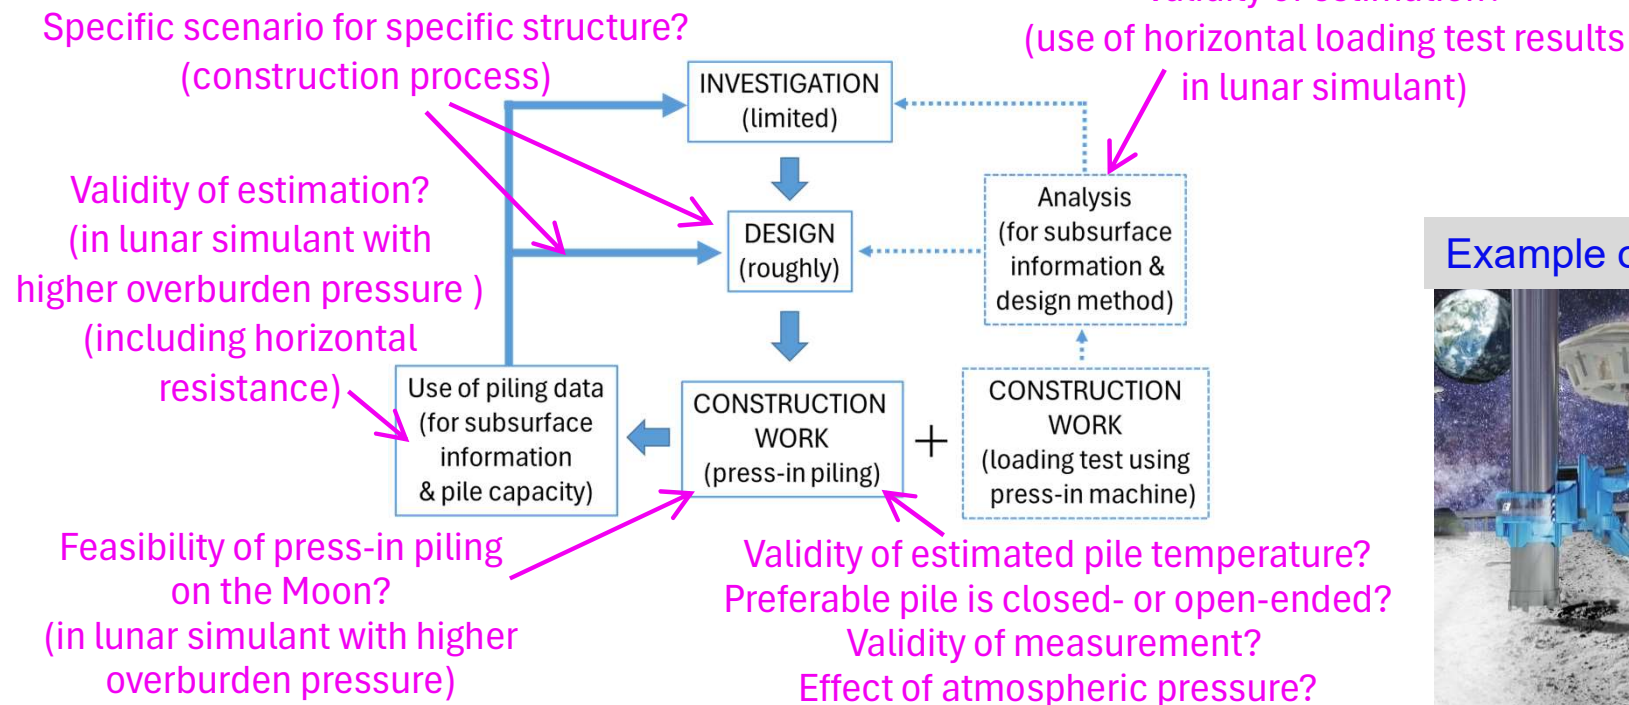 Specific scenario for specific structure?
(construction process)
(use of horizontal loading test results
in lunar simulant)
INVESTIGATION
(limited)
Validity of estimation?
(in lunar simulant with
higher overburden pressure )
(including horizontal
resistance)
DESIGN
(roughly)
Analysis
(for subsurface
information &
design method)
Example
Use of piling data
(for subsurface
information
& pile capacity)
CONSTRUCTION
WORK
(press-in piling)
+
CONSTRUCTION
WORK
(loading test using
press-in machine)
Feasibility of press-in piling
on the Moon?
(in lunar simulant with higher
overburden pressure)
Validity of estimated pile temperature?
Preferable pile is closed- or open-ended?
Validity of measurement?
Effect of atmospheric pressure?